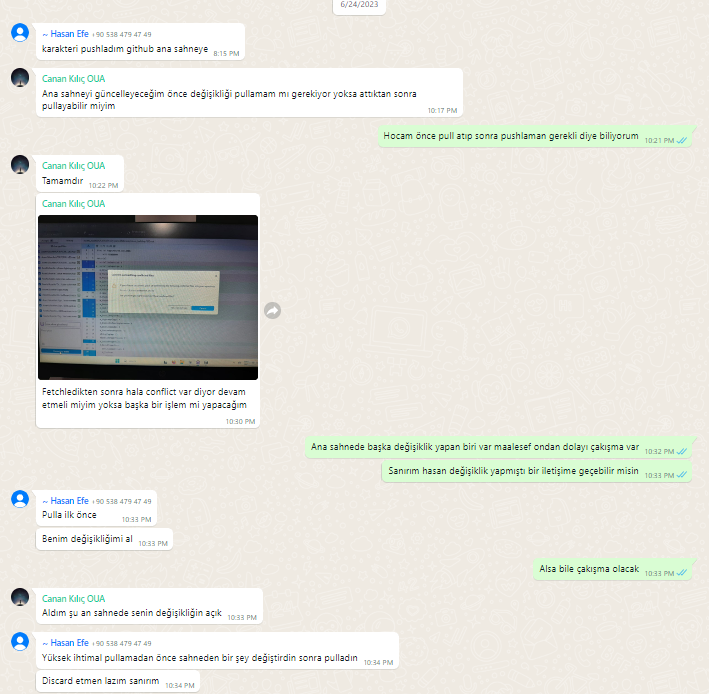 6/24/2023
~ Hasan Efe +90 538 479 47 49
karakteri pushladım github ana sahneye 8:15 PM
Canan Kılıç OUA
Ana sahneyi güncelleyeceğim önce değişikliği pullamam mı gerekiyor yoksa attıktan sonra
pullayabilir miyim 10:17 PM
Hocam önce pull atıp sonra pushlaman gerekli diye biliyorum 10:21 PM
Canan Kılıç OUA
Tamamdır 10:22 PM
Canan Kılıç OUA
Fetchledikten sonra hala conflict var diyor devam
etmeli miyim yoksa başka bir işlem mi yapacağım
10:30 PM
Ana sahnede başka değişiklik yapan biri var maalesef ondan dolayı çakışma var 10:32 PM
Sanırım hasan değişiklik yapmıştı bir iletişime geçebilir misin 10:33 PM
~ Hasan Efe +90 538 479 47 49
Pulla ilk önce 10:33 PM
Benim değişikliğimi al 10:33 PM
Alsa bile çakışma olacak 10:33 PM
Canan Kılıç OUA
Aldım şu an sahnede senin değişikliğin açık 10:33 PM
~ Hasan Efe +90 538 479 47 49
Yüksek ihtimal pullamadan önce sahneden bir şey değiştirdin sonra pulladın 10:34 PM
Discard etmen lazım sanırım 10:34 PM